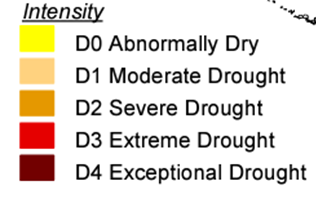 Intensity
D0 Abnormally Dry
D1 Moderate Drought
D2 Severe Drought
D3 Extreme Drought
D4 Exceptional Drought